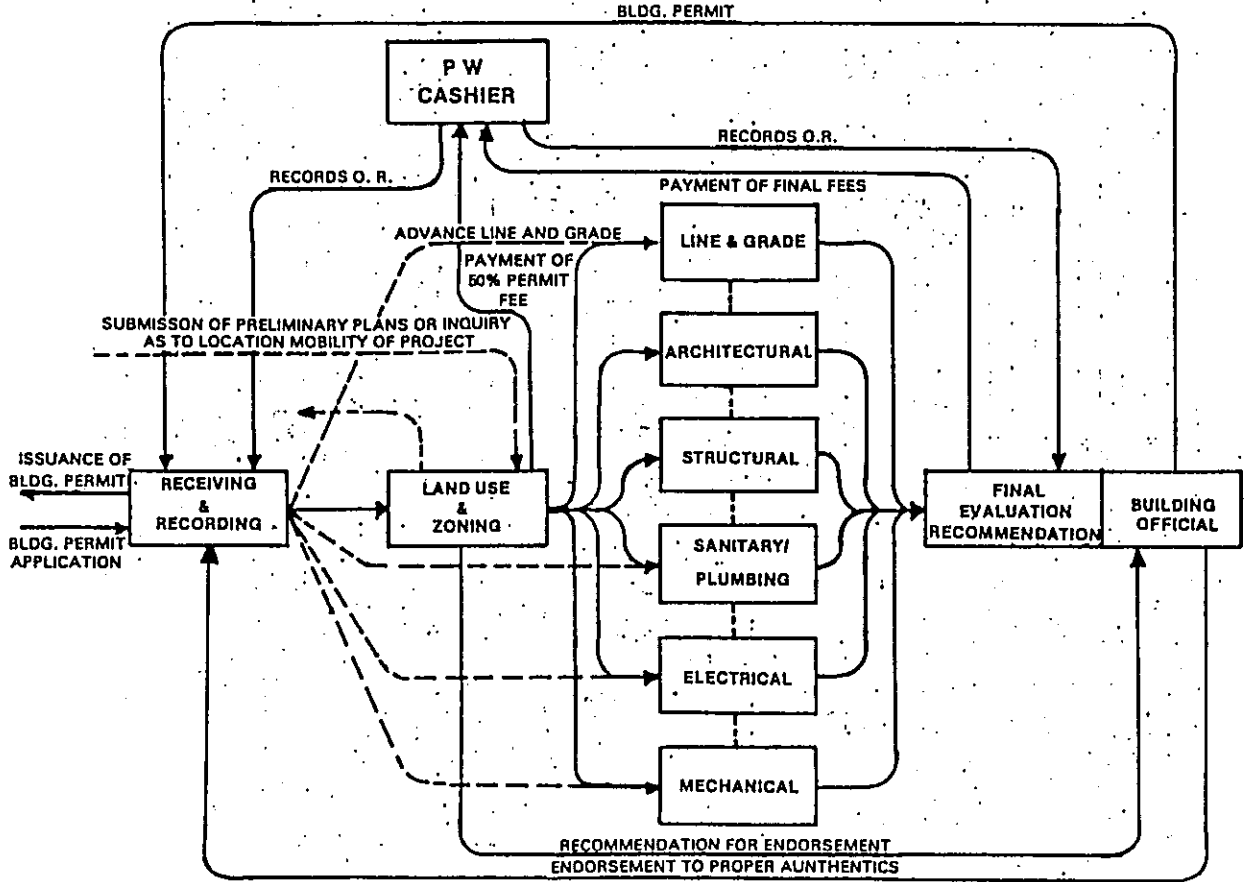 BLDG. PERMIT
P W
CASHIER
RECORDS O.R.
RECORDS O. R.
PAYMENT OF FINAL FEES
ADVANCE LINE AND GRADE
LINE & GRADE
PAYMENT OF
50% PERMIT
FEE
SUBMISSON OF PRELIMINARY PLANS OR INQUIRY
AS TO LOCATION MOBILITY OF PROJECT
ARCHITECTURAL
STRUCTURAL
ISSUANCE OF
BLDG. PERMIT
BLDG. PERMIT
APPLICATION
RECEIVING
&
RECORDING
LAND USE
&
ZONING
SANITARY/
PLUMBING
FINAL
EVALUATION
RECOMMENDATION
BUILDING
OFFICIAL
ELECTRICAL
MECHANICAL
RECOMMENDATION FOR ENDORSEMENT
ENDORSEMENT TO PROPER AUNTHENTICS